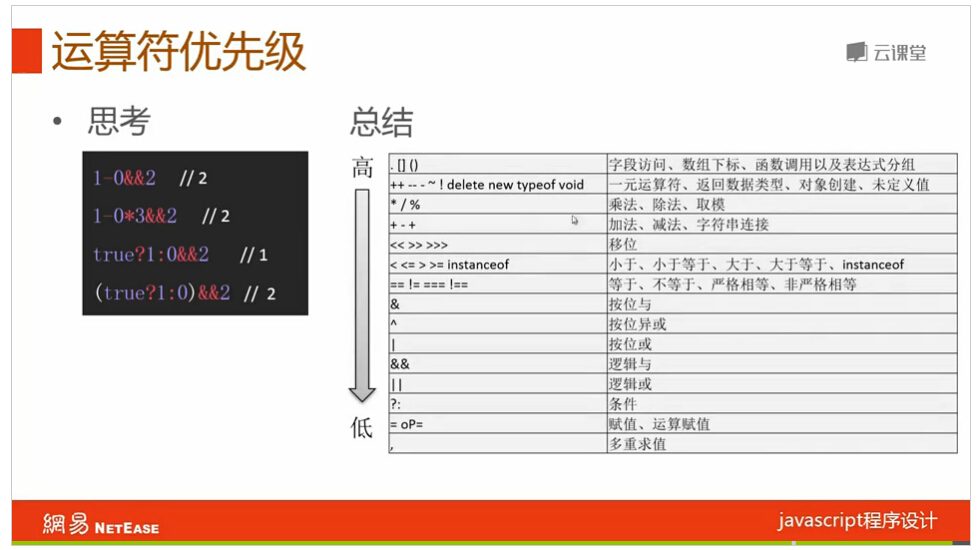 运算符优先级
云课堂
• 思考
1-0&&2 //2
1-0*3&&2 //2
true?1:0&&2 //1
(true?1:0)&&2 // 2
总结
高
. [] () 字段访问、数组下标、函数调用以及表达式分组
++ -- - ~ ! delete new typeof void 一元运算符、返回数据类型、对象创建、未定义值
* / % 乘法、除法、取模
+ - + 加法、减法、字符串连接
<< >> >>> 移位
< <= > >= instanceof 小于、小于等于、大于、大于等于、instanceof
== != === !== 等于、不等于、严格相等、非严格相等
& 按位与
^ 按位异或
| 按位或
&& 逻辑与
|| 逻辑或
?: 条件
= oP= 赋值、运算赋值
, 多重求值
低
網易 NETEASE
javascript程序设计